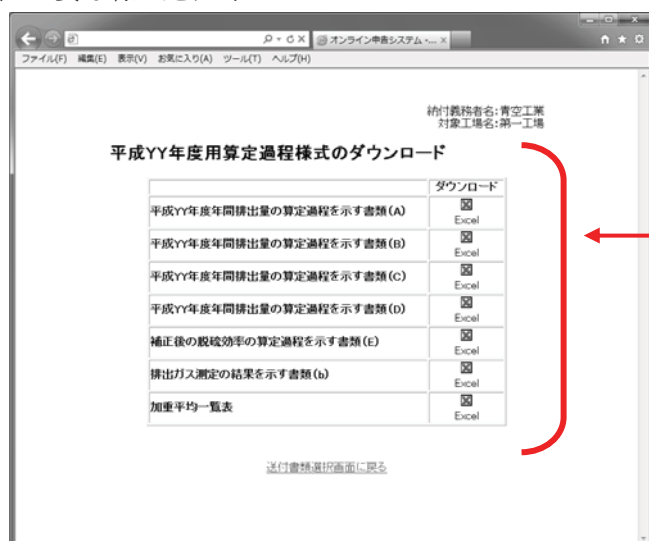 オンライン申告システム -... ×
ファイル(F) 編集(E) 表示(V) お気に入り(A) ツール(T) ヘルプ(H)
納付義務者名:青空工業
対象工場名:第一工場
平成YY年度用算定過程様式のダウンロード
ダウンロード
平成YY年度年間排出量の算定過程を示す書類(A)
Excel
平成YY年度年間排出量の算定過程を示す書類(B)
Excel
平成YY年度年間排出量の算定過程を示す書類(C)
Excel
平成YY年度年間排出量の算定過程を示す書類(D)
Excel
補正後の脱硫効率の算定過程を示す書類(E)
Excel
排出ガス測定の結果を示す書類(b)
Excel
加重平均一覧表
Excel
送付書類選択画面に戻る